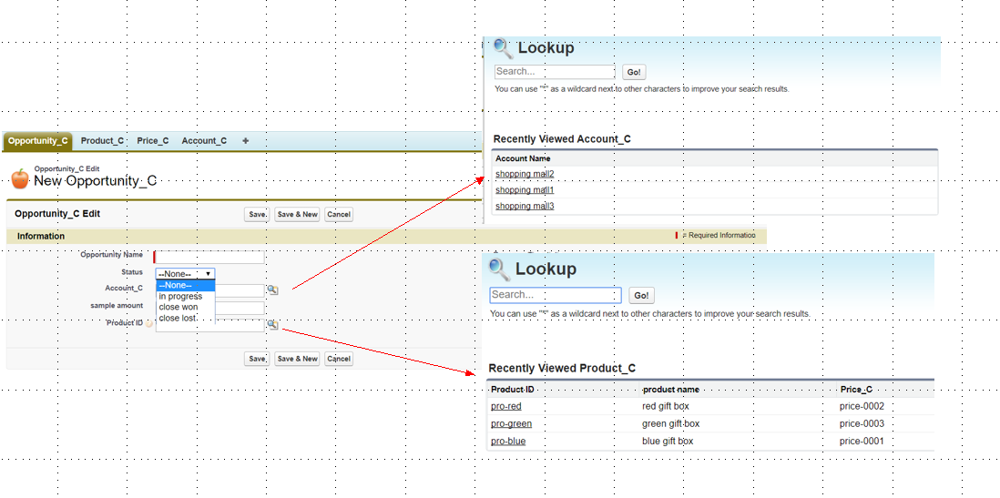 Opportunity_C Product_C Price_C Account_C +
Opportunity_C Edit
New Opportunity_C
Opportunity_C Edit Save Save & New Cancel
Information = Required Information
Opportunity Name
Status --None--
--None--
in progress
close won
close lost
Account_C
sample amount
Product ID
Save Save & New Cancel
Lookup
Search... Go!
You can use "*" as a wildcard next to other characters to improve your search results.
Recently Viewed Account_C
Account Name
shopping mall2
shopping mall1
shopping mall3
Lookup
Search... Go!
You can use "*" as a wildcard next to other characters to improve your search results.
Recently Viewed Product_C
Product ID product name Price_C
pro-red red gift box price-0002
pro-green green gift box price-0003
pro-blue blue gift box price-0001